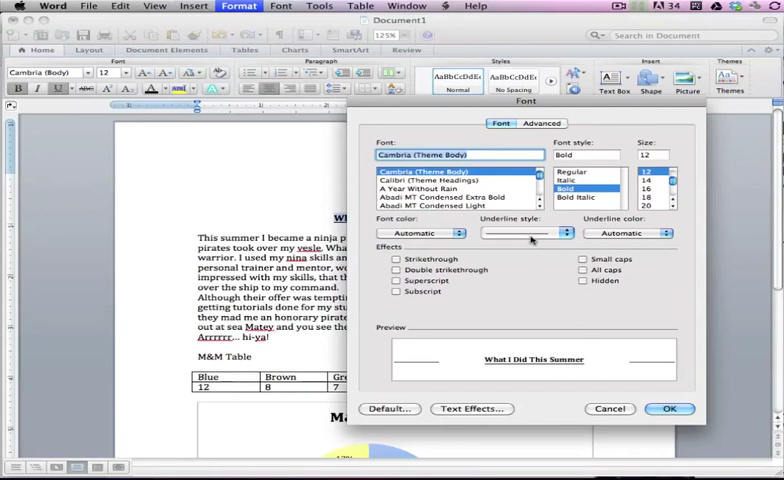 Word File Edit View Insert Format Font Tools Table Window Help 34
Document1
125% Search in Document
Home Layout Document Elements Tables Charts SmartArt Review
Font Paragraph Styles Insert Themes
Cambria (Body) 12 A A Aa AaBbCcDdEe AaBbCcDdEe
B I U ABC A A Normal No Spacing Text Box Shape Picture Themes
Font
Font Advanced
Font: Font style: Size:
Cambria (Theme Body) Bold 12
Cambria (Theme Body) Regular 12
Calibri (Theme Headings) Italic 14
A Year Without Rain Bold 16
Abadi MT Condensed Extra Bold Bold Italic 18
Abadi MT Condensed Light 20
Font color: Underline style: Underline color:
Automatic Automatic
Effects
Strikethrough Small caps
Double strikethrough All caps
Superscript Hidden
Subscript
Preview
What I Did This Summer
Default... Text Effects... Cancel OK
This summer I became a ninja
pirates took over my vesle. What
warrior. I used my nina skills an
personal trainer and mentor, wo
impressed with my skills, that th
over the ship to my command.
Although their offer was tempti
getting tutorials done for my stu
they made me an honorary pirate
out at sea Matey and you see the
Arrrrrr... hi-ya!
M&M Table
Blue Brown Gre
12 8 7
17%